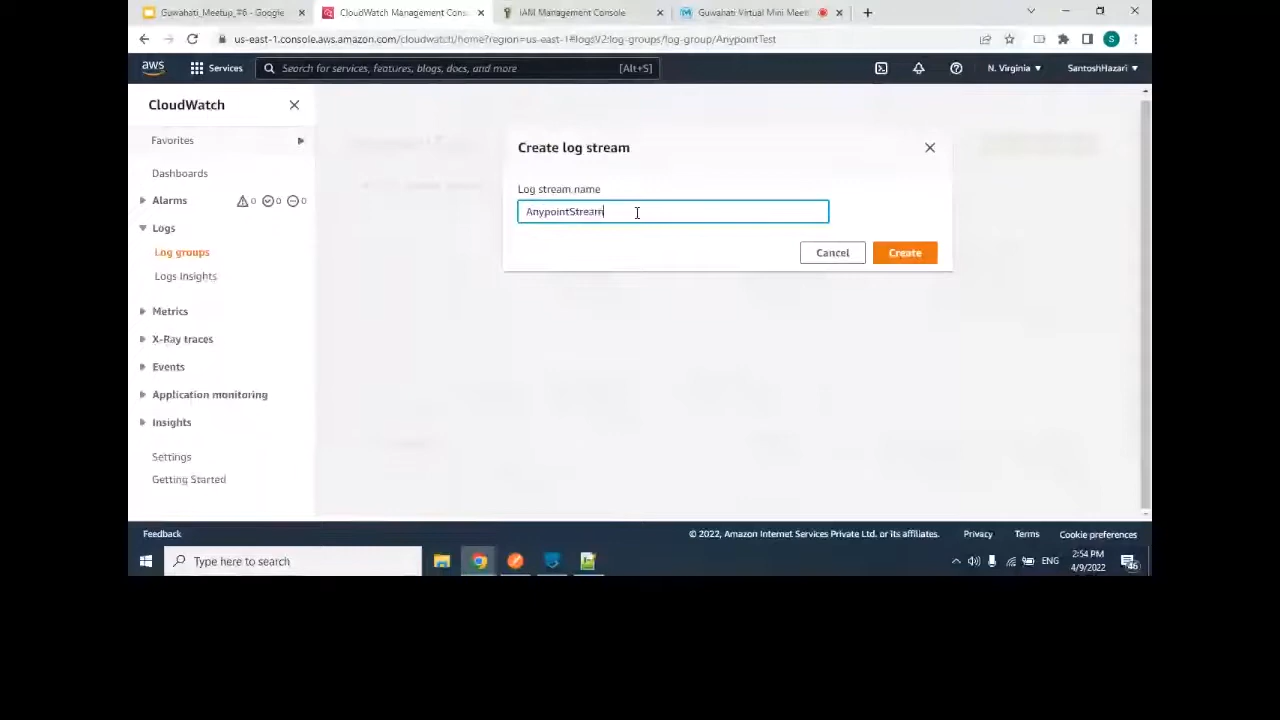 Guwahati_Meetup_#6 - Google
CloudWatch Management Cons
IAM Management Console
Guwahati Virtual Mini Meet
us-east-1.console.aws.amazon.com/cloudwatch/home?region=us-east-1#logsV2:log-groups/log-group/AnypointTest
S
aws
Services
Search for services, features, blogs, docs, and more
[Alt+S]
N. Virginia
SantoshHazari
CloudWatch
Favorites
Dashboards
Alarms
0
0
0
Logs
Log groups
Logs Insights
Metrics
X-Ray traces
Events
Application monitoring
Insights
Settings
Getting Started
Create log stream
Log stream name
AnypointStream
Cancel
Create
Feedback
© 2022, Amazon Internet Services Private Ltd. or its affiliates.
Privacy
Terms
Cookie preferences
Type here to search
ENG
2:54 PM
4/9/2022
46